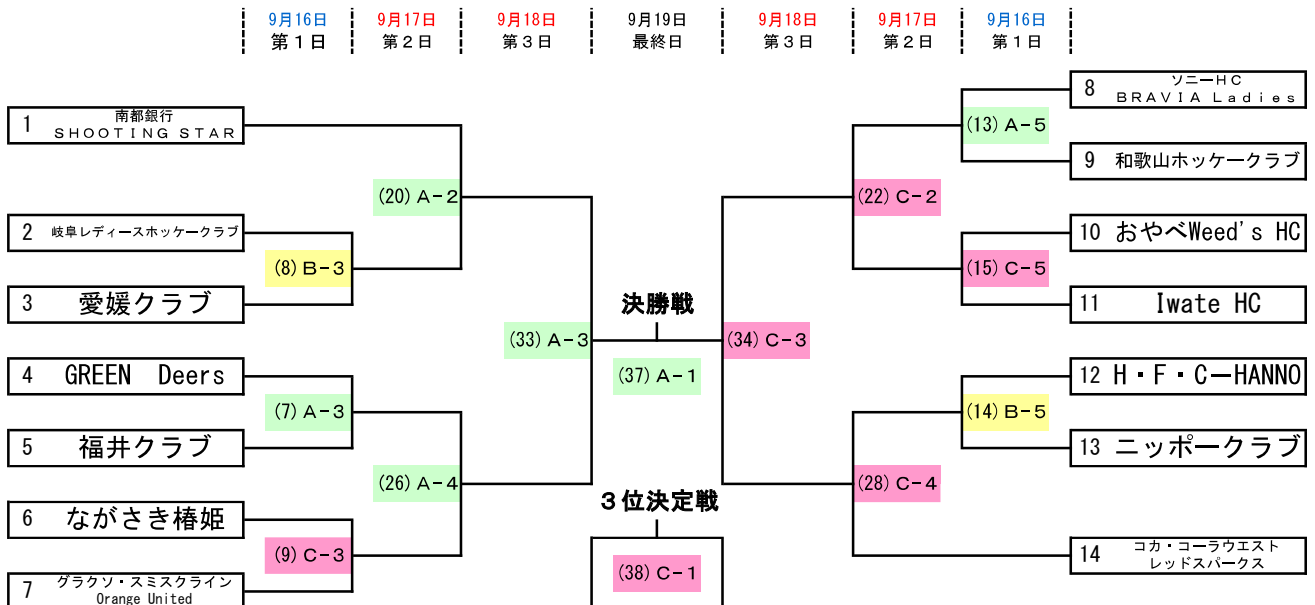 9月16日 9月17日 9月18日 9月19日 9月18日 9月17日 9月16日
第１日 第２日 第３日 最終日 第３日 第２日 第１日
1 南都銀行
ＳＨＯＯＴＩＮＧ ＳＴＡＲ
2 岐阜レディースホッケークラブ
3 愛媛クラブ
4 GREEN Deers
5 福井クラブ
6 ながさき椿姫
7 グラクソ・スミスクライン
Orange United
(8) Ｂ−３
(7) Ａ−３
(9) Ｃ−３
(20) Ａ−２
(26) Ａ−４
(33) Ａ−３
決勝戦
(37) Ａ−１
３位決定戦
(38) Ｃ−１
(34) Ｃ−３
(22) Ｃ−２
(28) Ｃ−４
(13) Ａ−５
(15) Ｃ−５
(14) Ｂ−５
8 ソニーＨＣ
ＢＲＡＶＩＡ Ｌａｄｉｅｓ
9 和歌山ホッケークラブ
10 おやべWeed's HC
11 Iwate HC
12 H・F・C−HANNO
13 ニッポークラブ
14 コカ・コーラウエスト
レッドスパークス